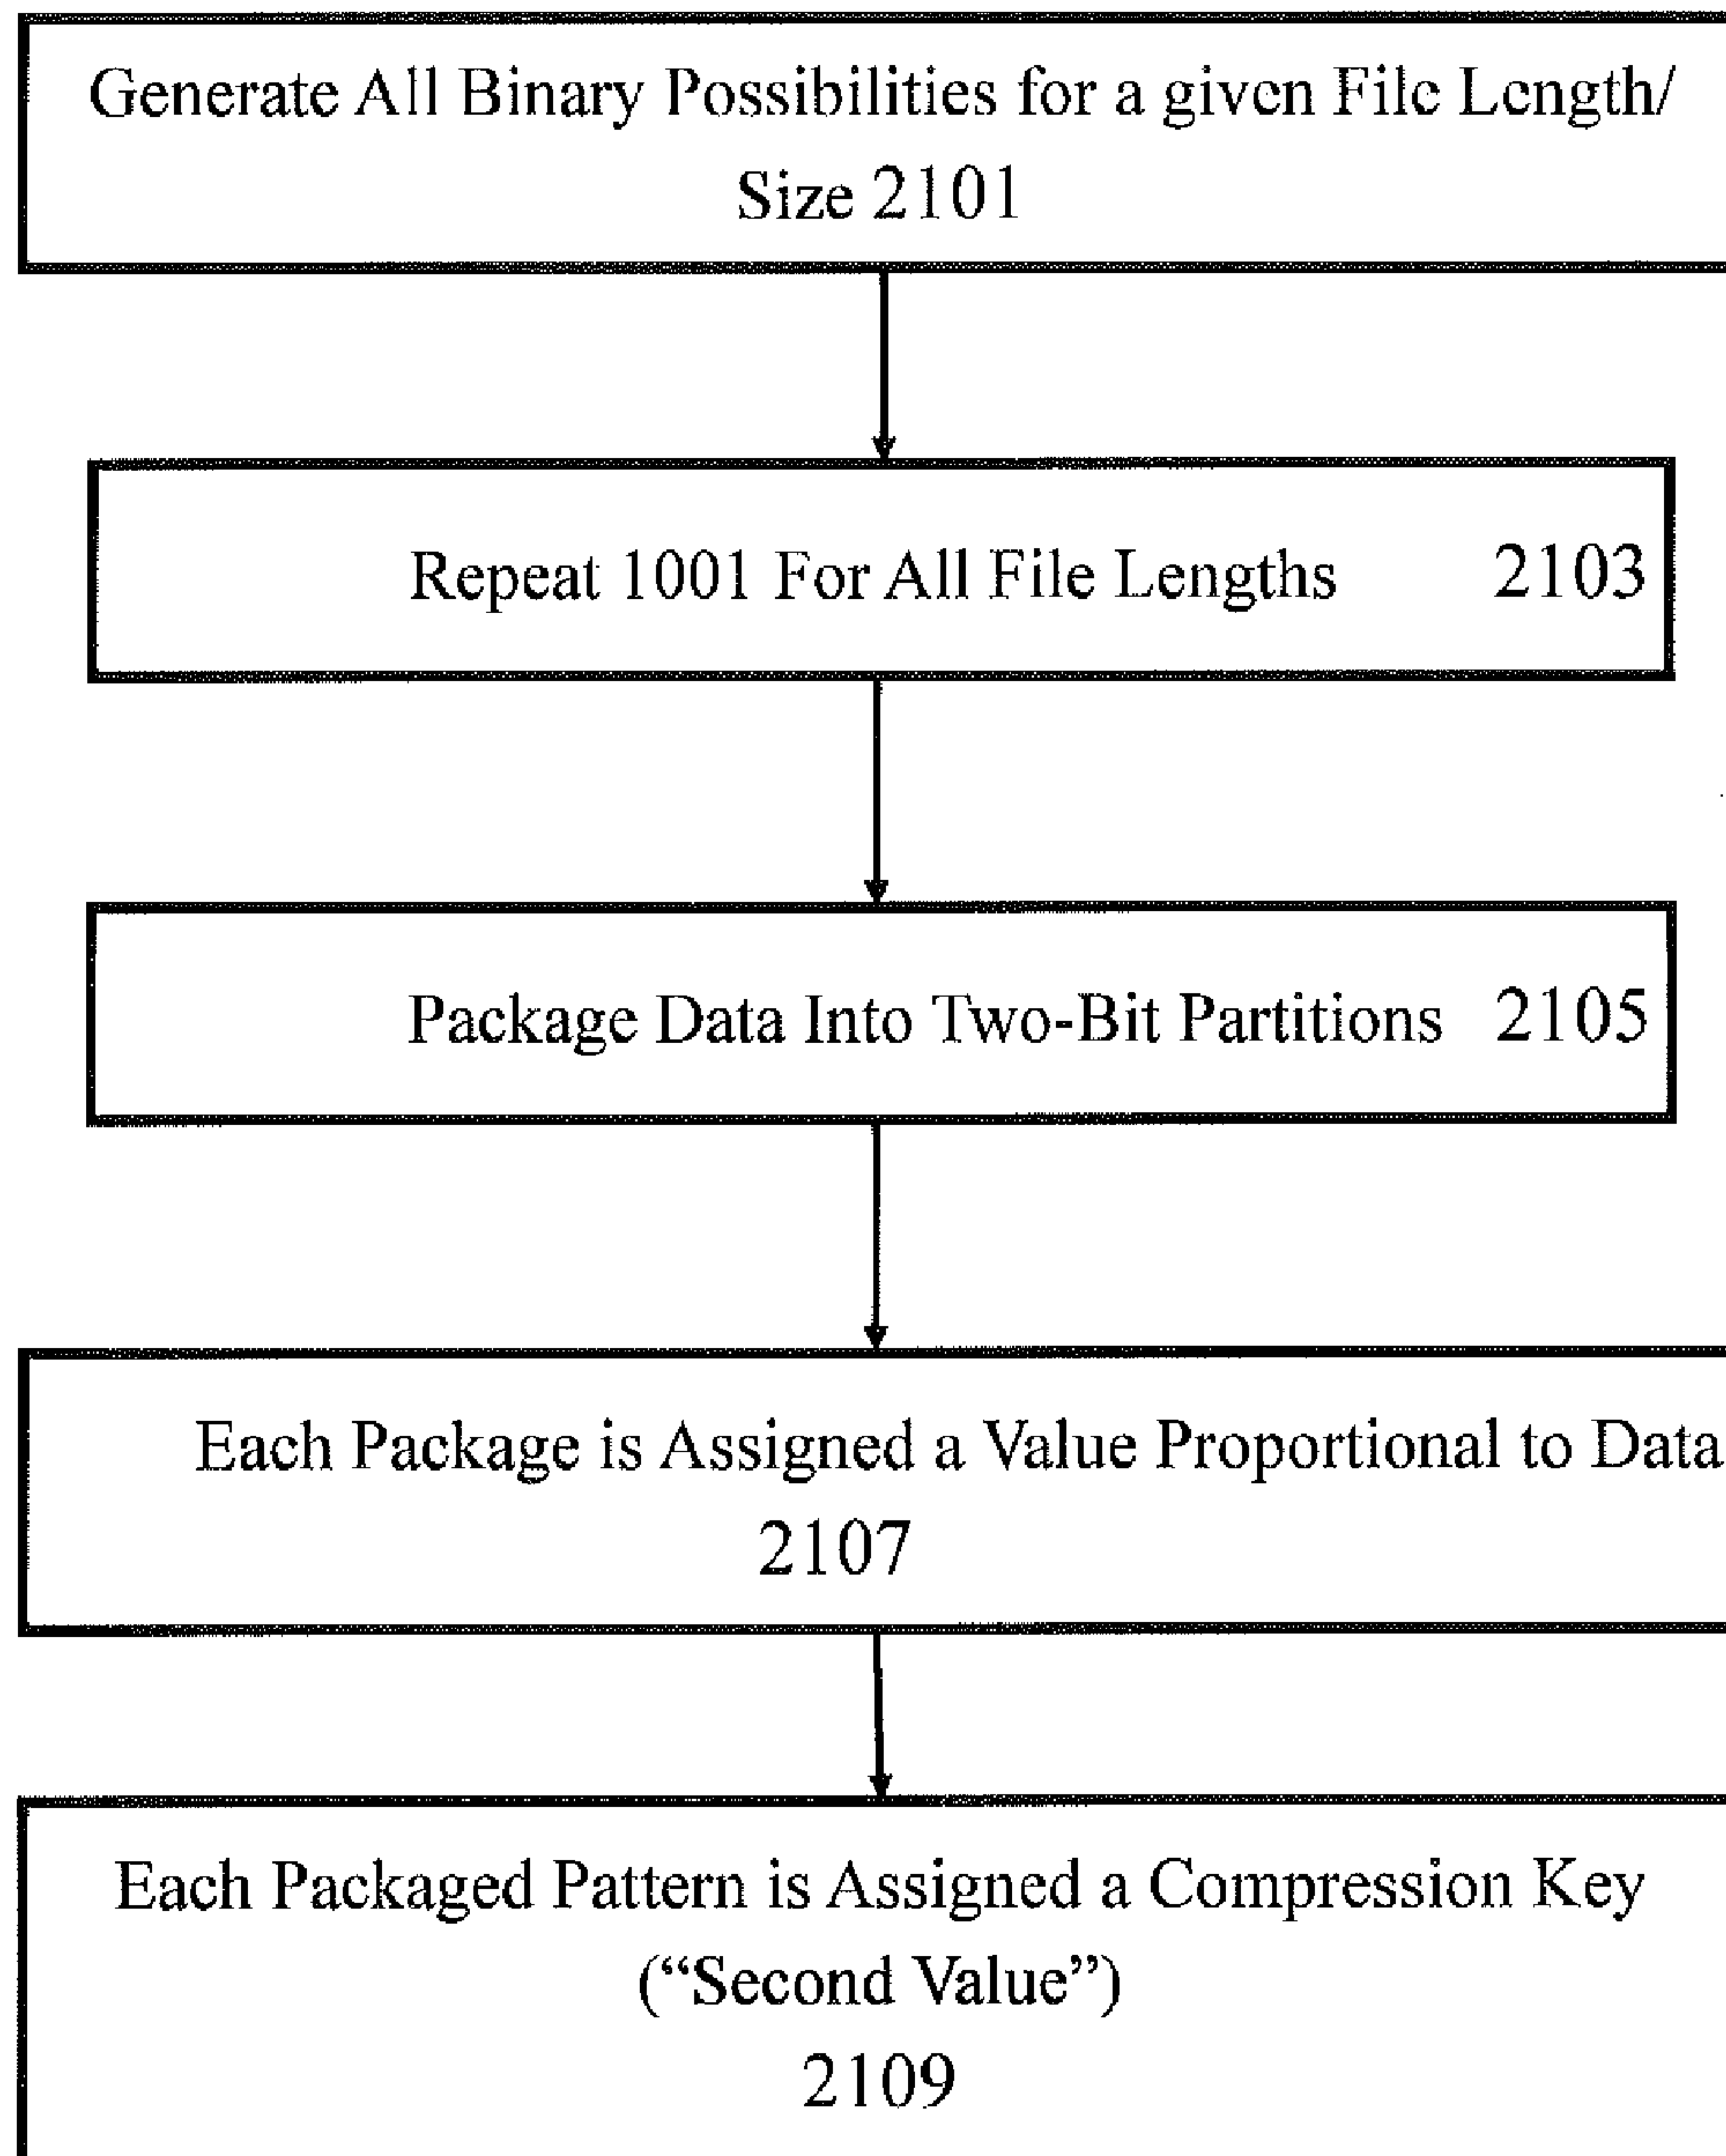 Generate All Binary Possibilities for a given File Length/
Size 2101
Repeat 1001 For All File Lengths 2103
Package Data Into Two-Bit Partitions 2105
Each Package is Assigned a Value Proportional to Data
2107
Each Packaged Pattern is Assigned a Compression Key
(“Second Value”)
2109